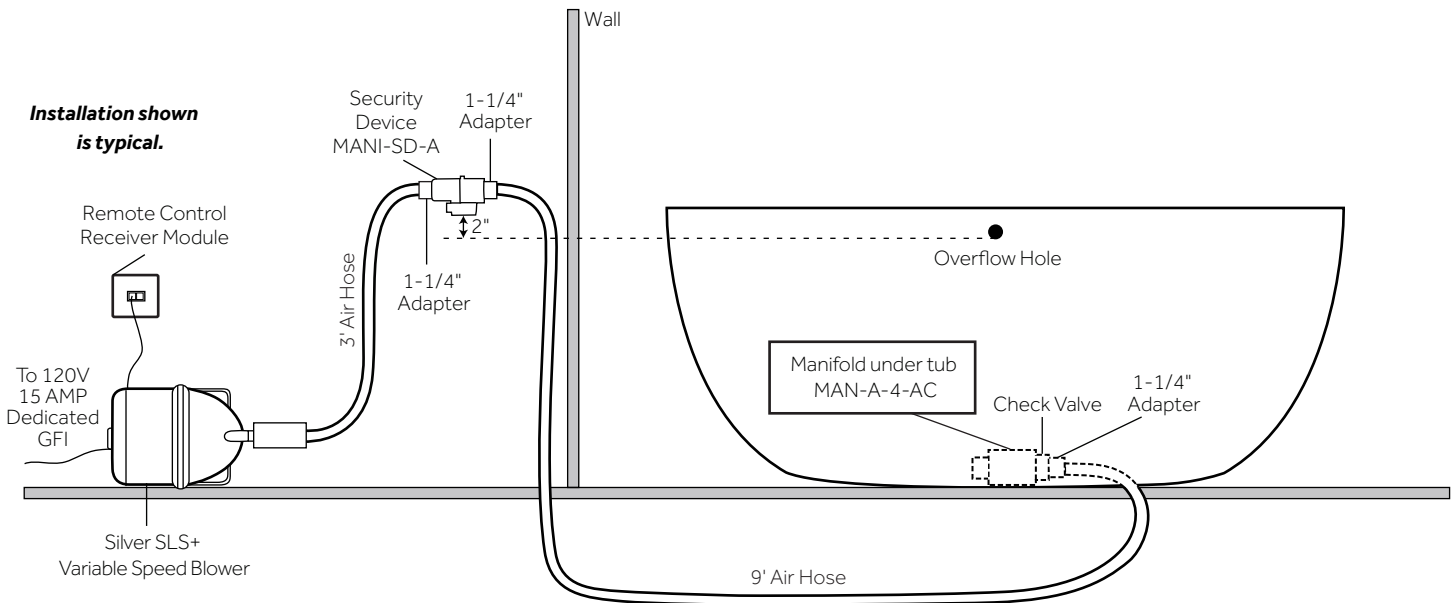 Wall
Installation shown
is typical.
Security
Device
MANI-SD-A
1-1/4"
Adapter
Remote Control
Receiver Module
2"
Overflow Hole
1-1/4"
Adapter
3' Air Hose
To 120V
15 AMP
Dedicated
GFI
Manifold under tub
MAN-A-4-AC
Check Valve
1-1/4"
Adapter
Silver SLS+
Variable Speed Blower
9' Air Hose